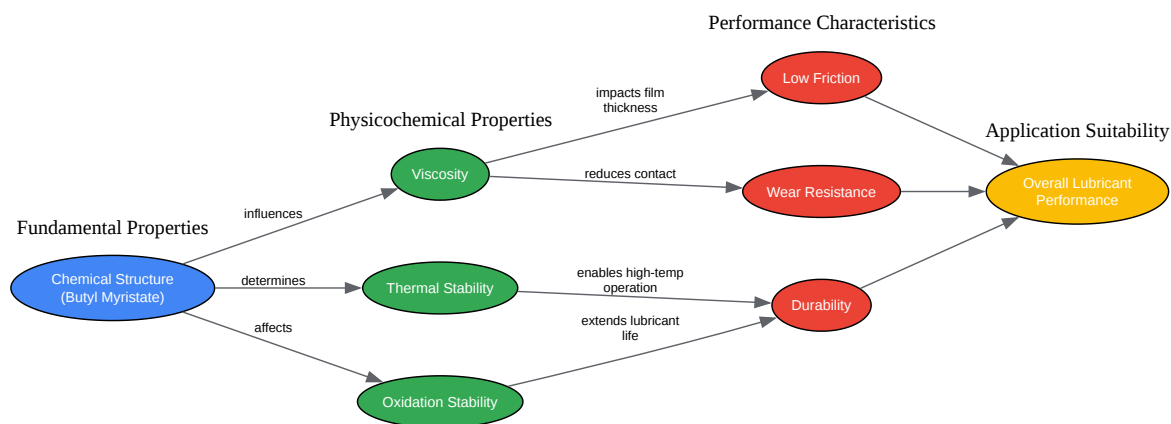 Performance Characteristics
Low Friction
impacts film
thickness
Physicochemical Properties
Application Suitability
Viscosity
reduces contact
Wear Resistance
Overall Lubricant
Performance
influences
Fundamental Properties
Chemical Structure
(Butyl Myristate)
determines
Thermal Stability
enables high-temp
operation
Durability
extends lubricant
life
affects
Oxidation Stability